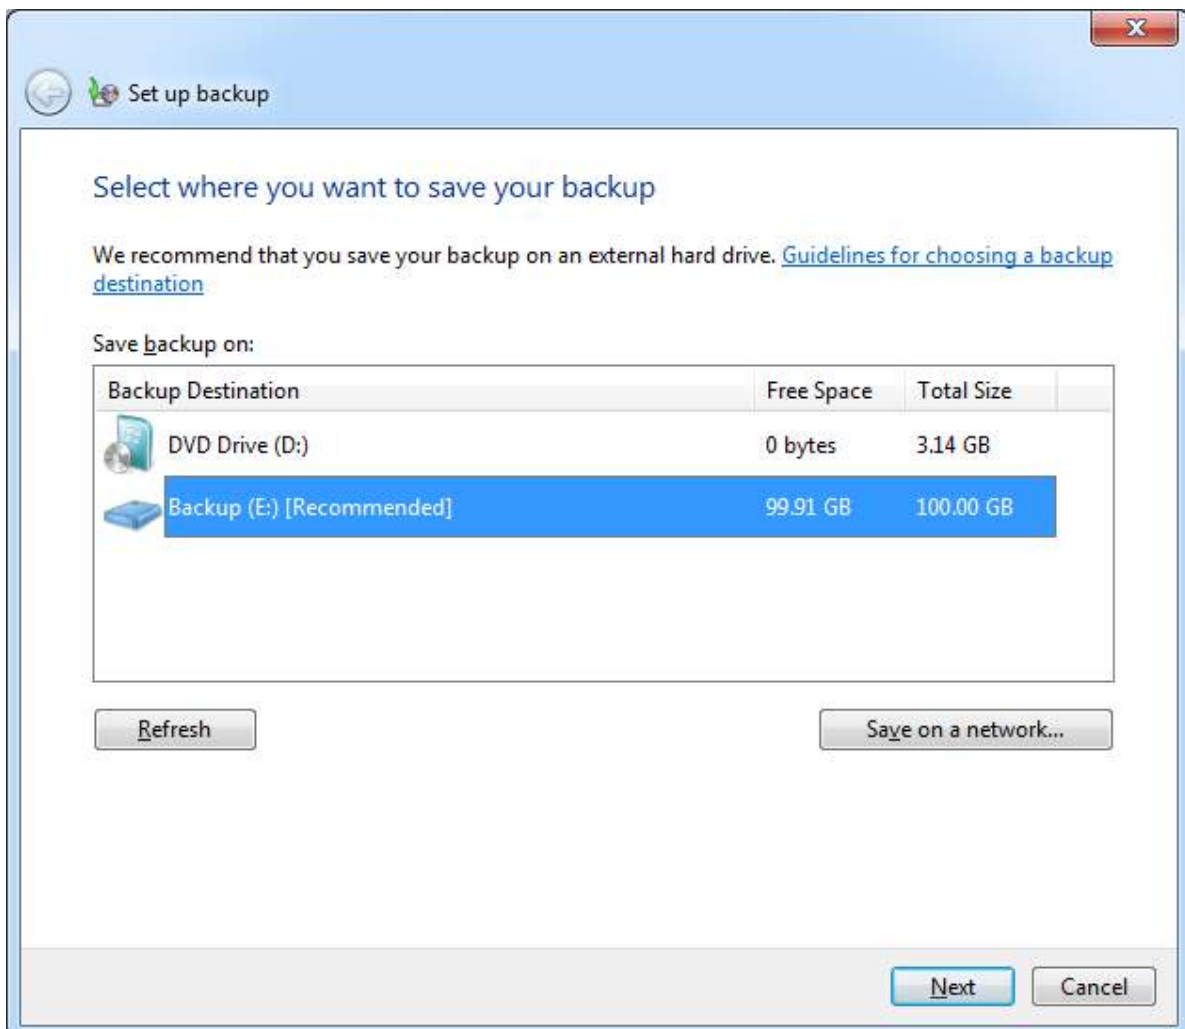 Set up backup
Select where you want to save your backup
We recommend that you save your backup on an external hard drive. Guidelines for choosing a backup
destination
Save backup on:
Backup Destination Free Space Total Size
DVD Drive (D:) 0 bytes 3.14 GB
Backup (E:) [Recommended] 99.91 GB 100.00 GB
Refresh Save on a network...
Next Cancel